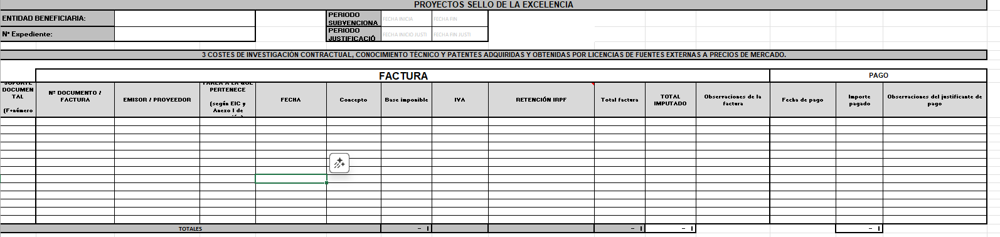 PROYECTOS SELLO DE LA EXCELENCIA
ENTIDAD BENEFICIARIA:
PERIODO
SUBVENCIONA
FECHA INICIA
FECHA FIN
Nº Expediente:
PERIODO
JUSTIFICACIÓ
FECHA INICIO JUSTI
FECHA FIN JUSTI
3 COSTES DE INVESTIGACIÓN CONTRACTUAL, CONOCIMIENTO TÉCNICO Y PATENTES ADQUIRIDAS Y OBTENIDAS POR LICENCIAS DE FUENTES EXTERNAS A PRECIOS DE MERCADO.
FACTURA
PAGO
SOPORTE
DOCUMEN
TAL
(F+número
Nº DOCUMENTO /
FACTURA
EMISOR / PROVEEDOR
TAREA A LA QUE
PERTENECE
(según EIC y
Anexo I de
FECHA
Concepto
Base imponible
IVA
RETENCIÓN IRPF
Total factura
TOTAL
IMPUTADO
Observaciones de la
factura
Fecha de pago
Importe
pagado
Observaciones del justificante de
pago
TOTALES
-
-
-
-